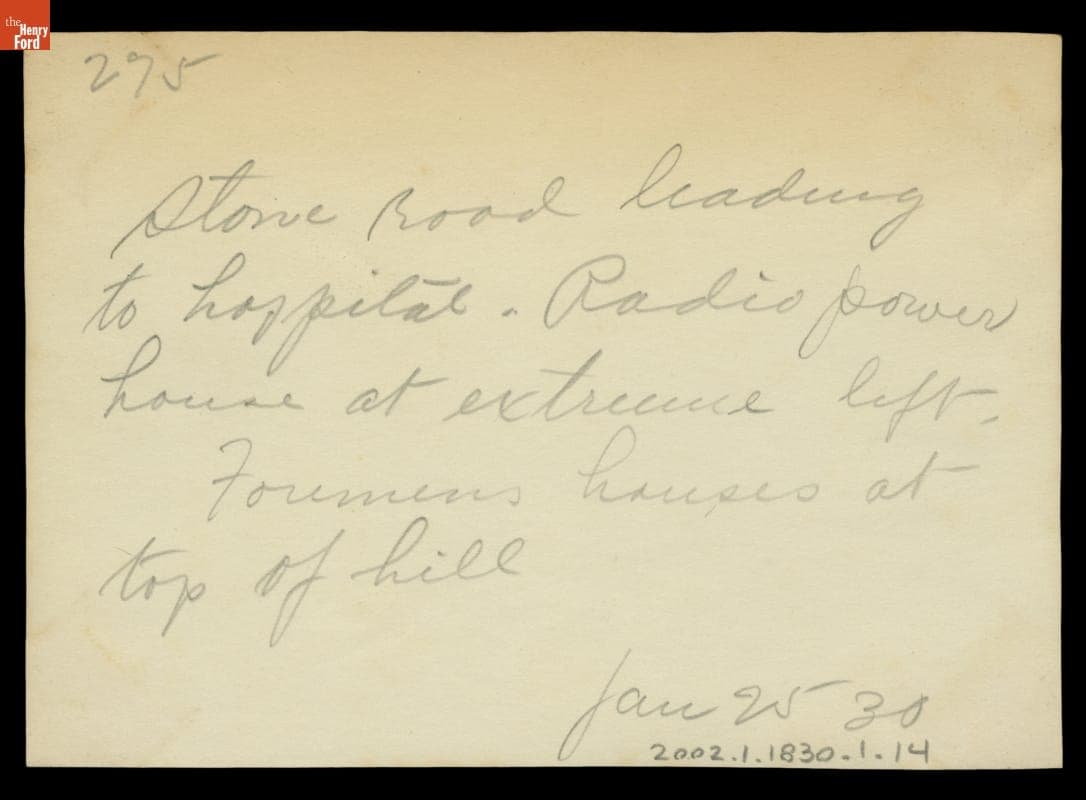 the
Henry
Ford
275
Stone Road leading
to hospital. Radio power
house at extreme left.
Foremens houses at
top of hill
Jan 25 30
2002.1.1830.1.14